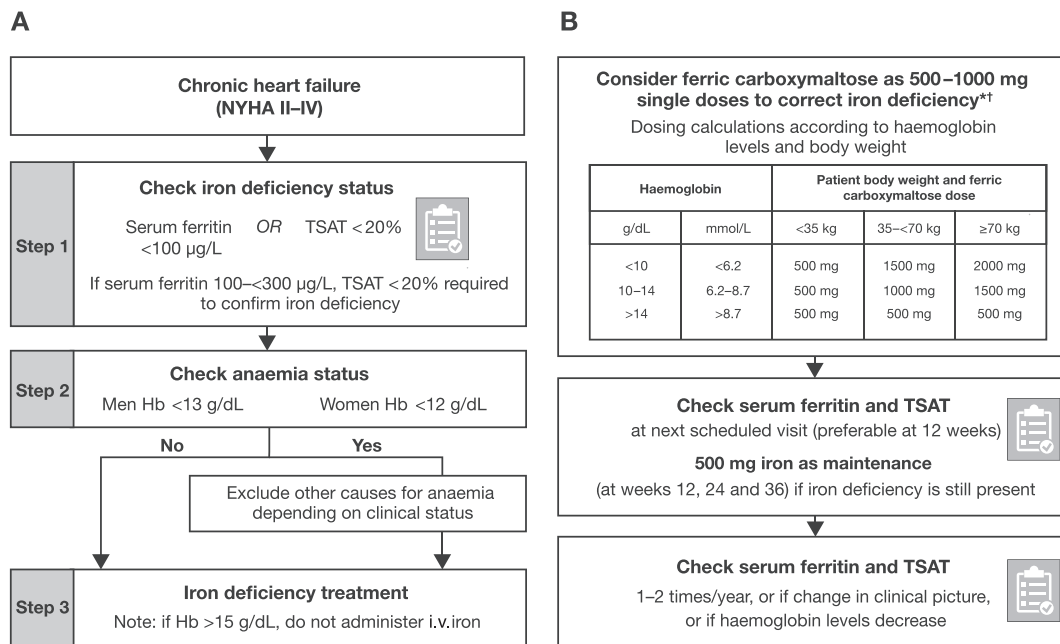 A
Chronic heart failure
(NYHA II–IV)
Step 1
Check iron deficiency status
Serum ferritin OR TSAT <20%
<100 µg/L
If serum ferritin 100–<300 µg/L, TSAT <20% required
to confirm iron deficiency
Step 2
Check anaemia status
Men Hb <13 g/dL Women Hb <12 g/dL
No Yes
Exclude other causes for anaemia
depending on clinical status
Step 3
Iron deficiency treatment
Note: if Hb >15 g/dL, do not administer i.v. iron
B
Consider ferric carboxymaltose as 500–1000 mg
single doses to correct iron deficiency*†
Dosing calculations according to haemoglobin
levels and body weight
Haemoglobin
Patient body weight and ferric
carboxymaltose dose
g/dL mmol/L <35 kg 35–<70 kg ≥70 kg
<10 <6.2 500 mg 1500 mg 2000 mg
10–14 6.2–8.7 500 mg 1000 mg 1500 mg
>14 >8.7 500 mg 500 mg 500 mg
Check serum ferritin and TSAT
at next scheduled visit (preferable at 12 weeks)
500 mg iron as maintenance
(at weeks 12, 24 and 36) if iron deficiency is still present
Check serum ferritin and TSAT
1–2 times/year, or if change in clinical picture,
or if haemoglobin levels decrease